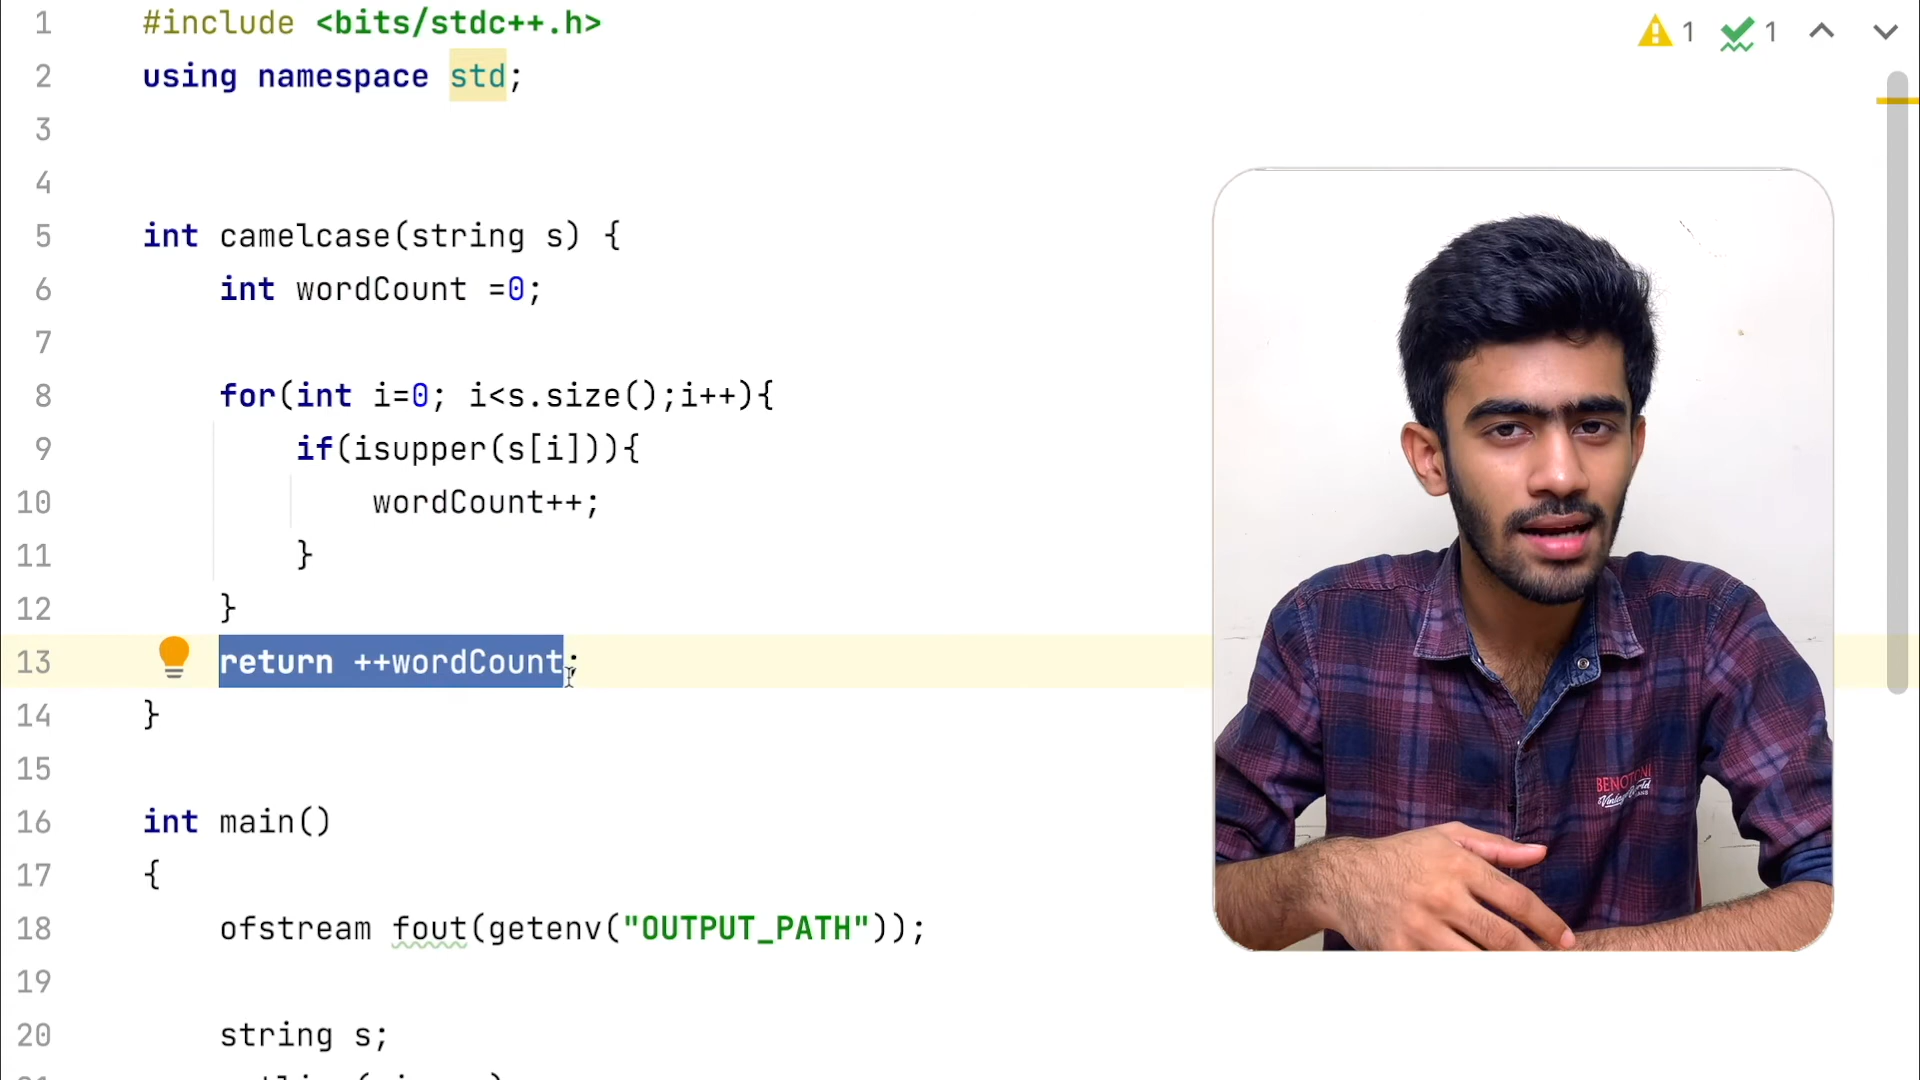 1 #include <bits/stdc++.h>
2 using namespace std;
3
4
5 int camelcase(string s) {
6 int wordCount =0;
7
8 for(int i=0; i<s.size();i++){
9 if(isupper(s[i])){
10 wordCount++;
11 }
12 }
13 return ++wordCount;
14 }
15
16 int main()
17 {
18 ofstream fout(getenv("OUTPUT_PATH"));
19
20 string s;
1 1